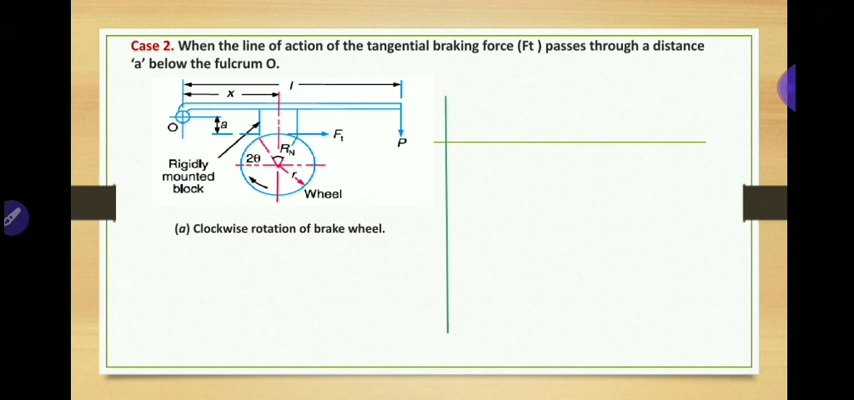 Case 2. When the line of action of the tangential braking force (Ft ) passes through a distance
‘a’ below the fulcrum O.
l
x
O
a
Ft
P
RN
2θ
Rigidly
mounted
block
r
Wheel
(a) Clockwise rotation of brake wheel.